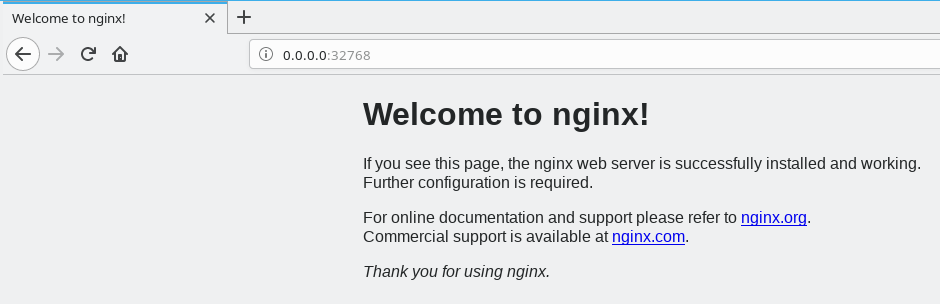 Welcome to nginx!
0.0.0.0:32768
Welcome to nginx!
If you see this page, the nginx web server is successfully installed and working.
Further configuration is required.
For online documentation and support please refer to nginx.org.
Commercial support is available at nginx.com.
Thank you for using nginx.